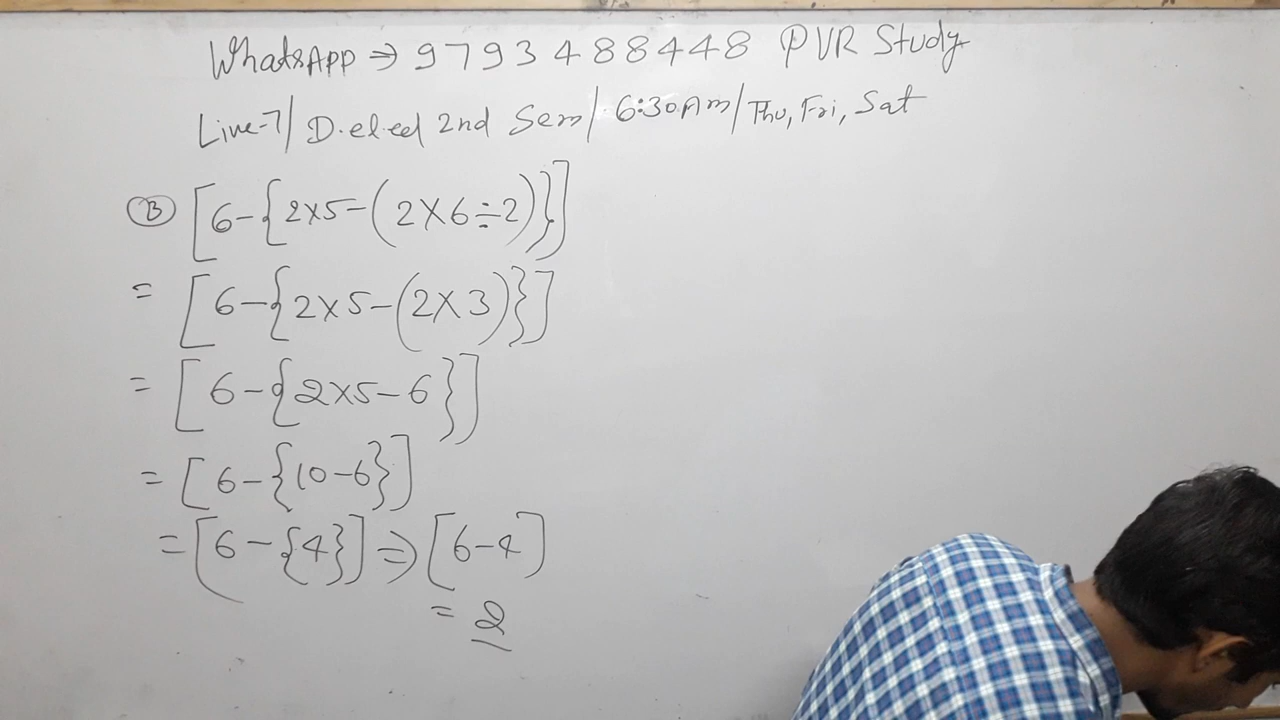 WhatsApp ⇒ 9793488448 PVR Study
Live-7/ D.el.ed 2nd Sem/ 6:30AM/Thu, Fri, Sat
B [6-{2×5-(2×6÷2)}]
= [6-{2×5-(2×3)}]
= [6-{2×5-6}]
= [6-{10-6}]
= [6-{4}] ⇒ [6-4]
= 2